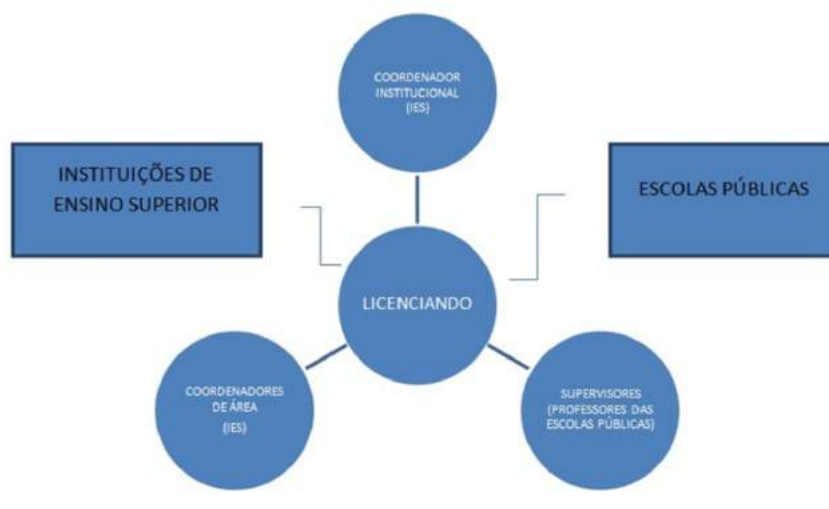 COORDENADOR
INSTITUCIONAL
(IES)
INSTITUIÇÕES DE
ENSINO SUPERIOR
ESCOLAS PÚBLICAS
LICENCIANDO
COORDENADORES
DE ÁREA
(IES)
SUPERVISORES
(PROFESSORES DAS
ESCOLAS PÚBLICAS)